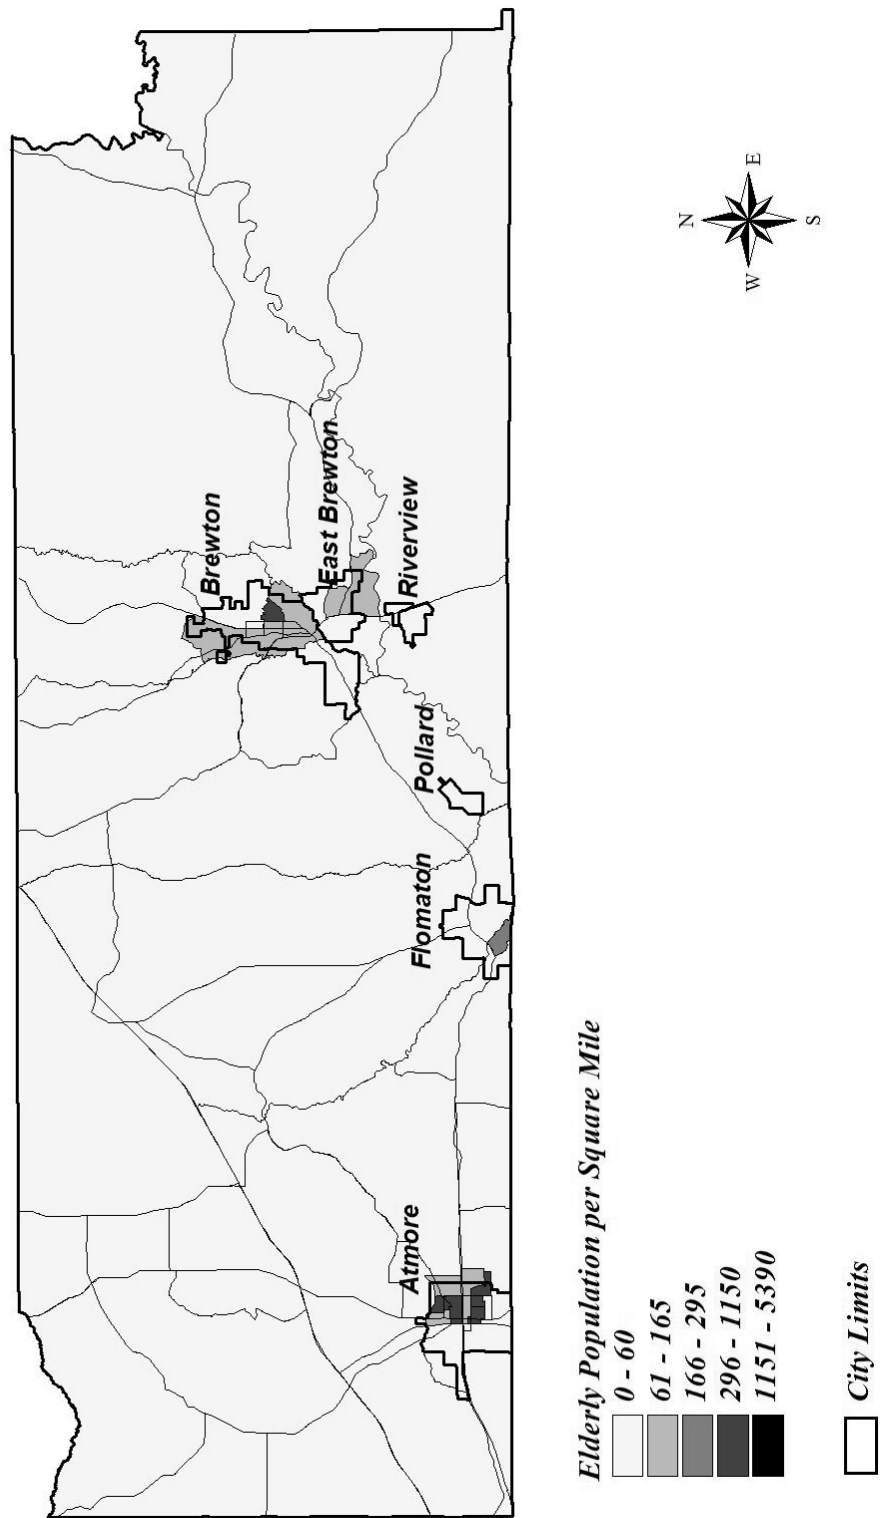 Brewton
East Brewton
Riverview
Pollard
Flomaton
Atmore
N
W
E
S
Elderly Population per Square Mile
0 - 60
61 - 165
166 - 295
296 - 1150
1151 - 5390
City Limits